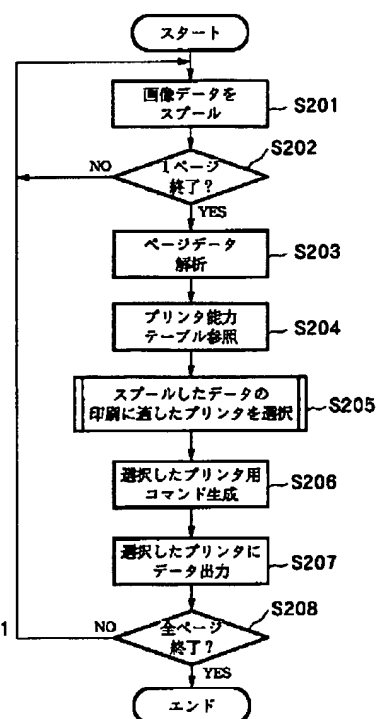 スタート
画像データを
スプール
S201
S202
1ページ
終了?
NO
YES
ページデータ
解析
S203
プリンタ能力
テーブル参照
S204
スプールしたデータの
印刷に適したプリンタを選択
S205
選択したプリンタ用
コマンド生成
S206
選択したプリンタに
データ出力
S207
S208
全ページ
終了?
1
NO
YES
エンド